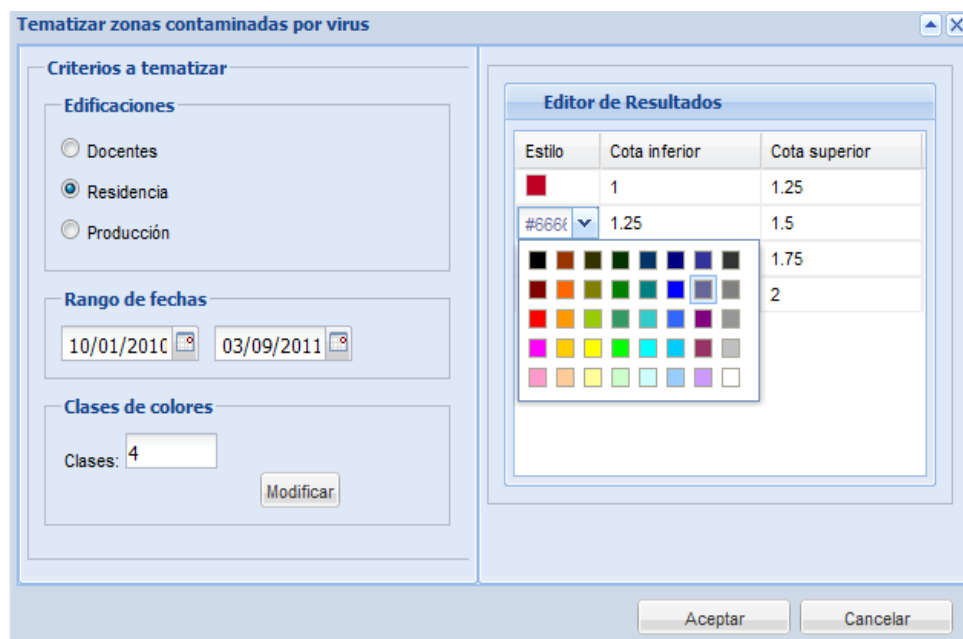 Tematizar zonas contaminadas por virus
Criterios a tematizar
Edificaciones
Docentes
Residencia
Producción
Rango de fechas
10/01/2010 03/09/2011
Clases de colores
Clases: 4
Modificar
Editor de Resultados
Estilo Cota inferior Cota superior
1 1.25
#666 1.25 1.5
1.75
2
Aceptar Cancelar